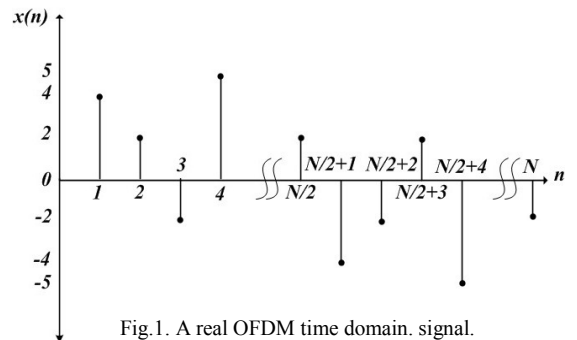 x(n)
5
4
2
0
-2
-4
-5
1
2
3
4
N/2
N/2+1
N/2+2
N/2+3
N/2+4
N
n
Fig.1. A real OFDM time domain. signal.